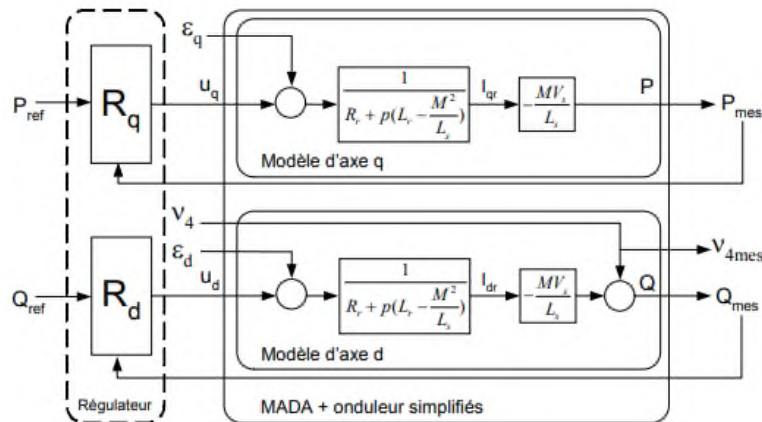 ε_q
P_ref
R_q
u_q
1
R_r + p(L_r - M²/L_s)
I_qr
-MV_s/L_s
P
P_mes
Modèle d'axe q
ν_4
ε_d
Q_ref
R_d
u_d
1
R_r + p(L_r - M²/L_s)
I_dr
-MV_s/L_s
Q
ν_4mes
Q_mes
Modèle d'axe d
Régulateur
MADA + onduleur simplifiés